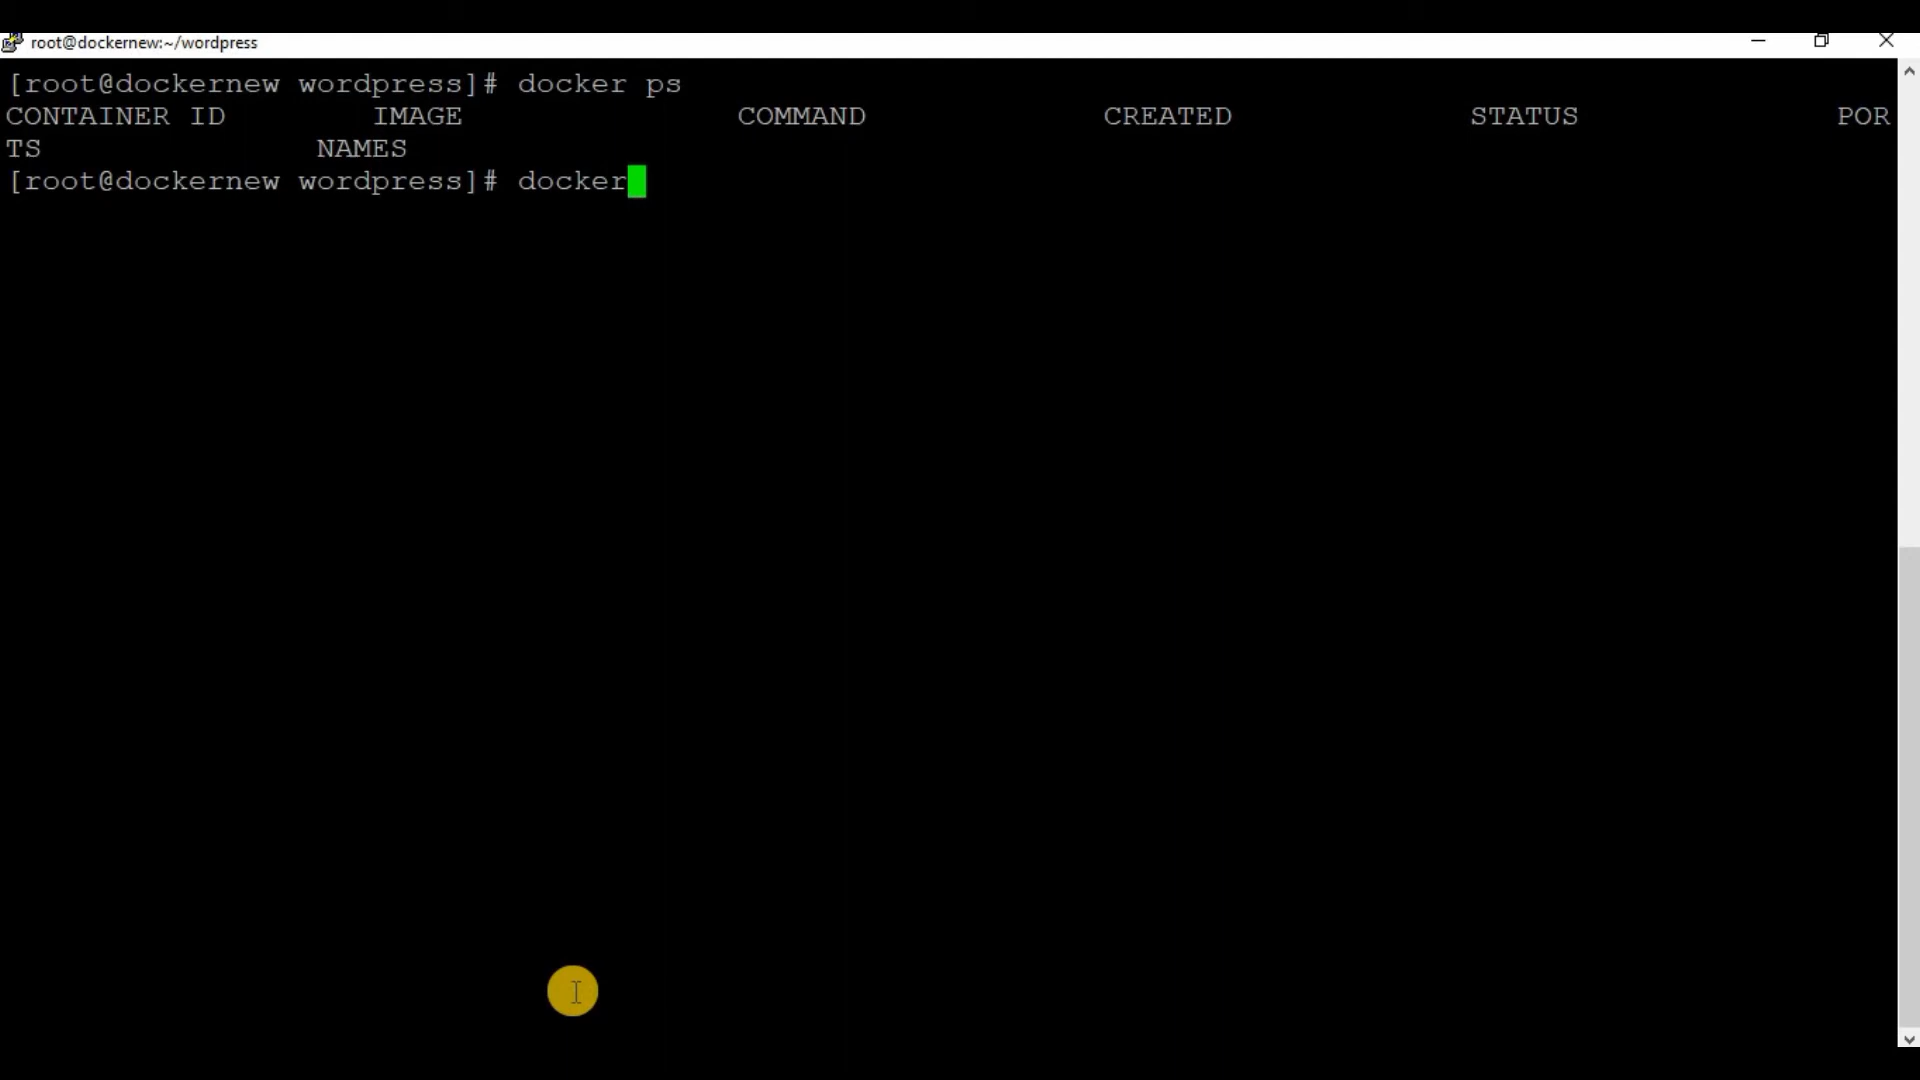 root@dockernew:~/wordpress
[root@dockernew wordpress]# docker ps
CONTAINER ID        IMAGE               COMMAND             CREATED             STATUS              POR
TS               NAMES
[root@dockernew wordpress]# docker